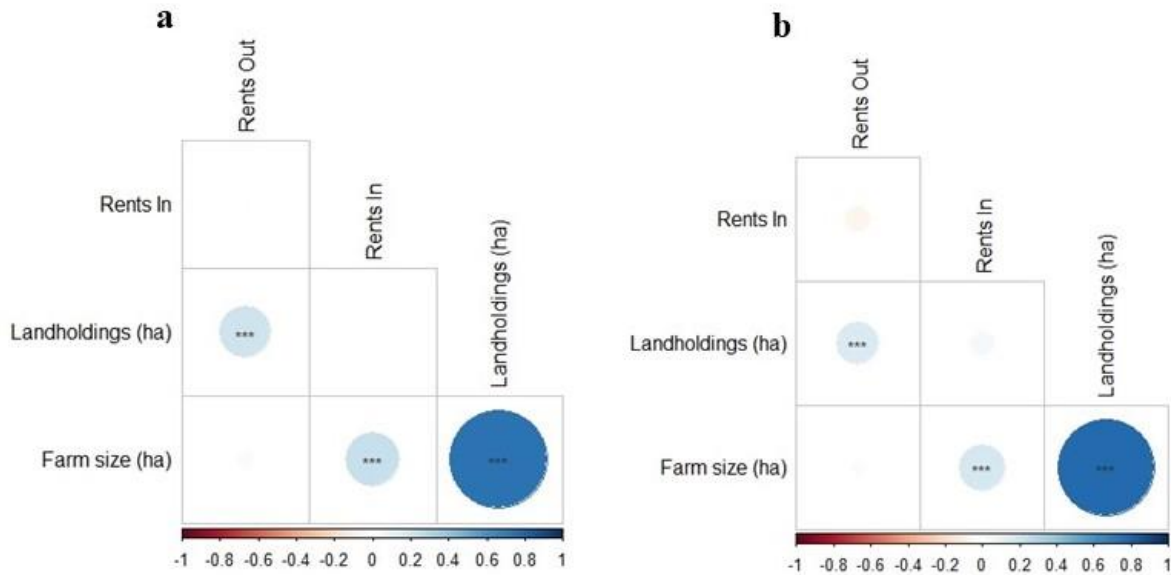 a
Rents Out
Rents In
Rents In
Landholdings (ha)
Landholdings (ha)
***
Farm size (ha)
***
***
-1 -0.8 -0.6 -0.4 -0.2 0 0.2 0.4 0.6 0.8 1
b
Rents Out
Rents In
Rents In
Landholdings (ha)
Landholdings (ha)
***
Farm size (ha)
***
***
-1 -0.8 -0.6 -0.4 -0.2 0 0.2 0.4 0.6 0.8 1